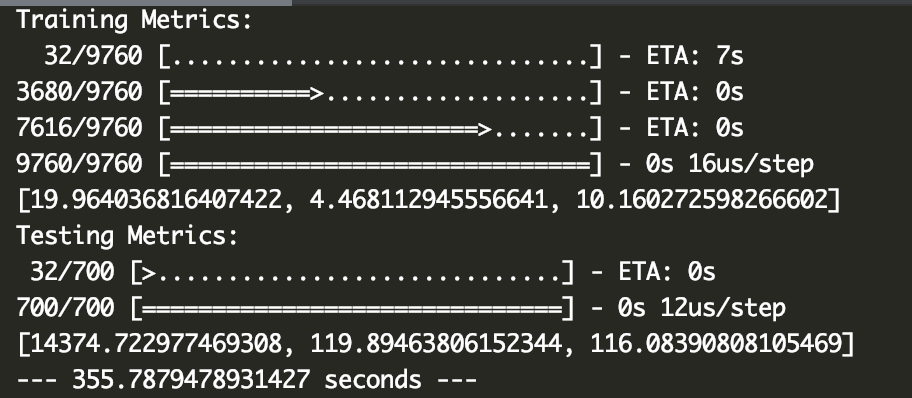 Training Metrics:
32/9760 [..............................] - ETA: 7s
3680/9760 [==========>...................] - ETA: 0s
7616/9760 [======================>.......] - ETA: 0s
9760/9760 [==============================] - 0s 16us/step
[19.964036816407422, 4.468112945556641, 10.160272598266602]
Testing Metrics:
32/700 [>.............................] - ETA: 0s
700/700 [==============================] - 0s 12us/step
[14374.722977469308, 119.89463806152344, 116.08390808105469]
--- 355.7879478931427 seconds ---